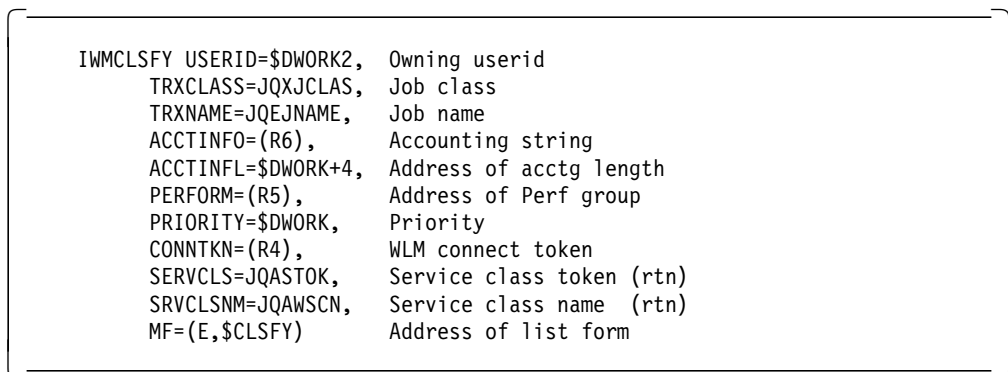 IWMCLSFY USERID=$DWORK2, Owning userid
TRXCLASS=JQXJCLAS, Job class
TRXNAME=JQEJNAME, Job name
ACCTINFO=(R6), Accounting string
ACCTINFL=$DWORK+4, Address of acctg length
PERFORM=(R5), Address of Perf group
PRIORITY=$DWORK, Priority
CONNTKN=(R4), WLM connect token
SERVCLS=JQASTOK, Service class token (rtn)
SRVCLSNM=JQAWSCN, Service class name (rtn)
MF=(E,$CLSFY) Address of list form